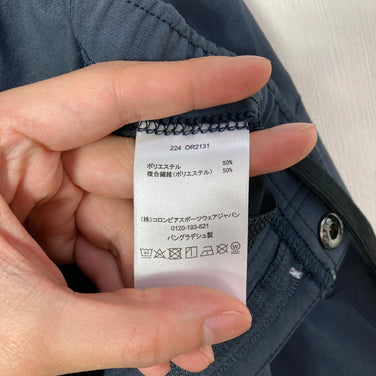 224 OR2131
ポリエステル 50%
複合繊維(ポリエステル) 50%
(株)コロンビアスポーツウェアジャパン
0120-193-821
バングラデシュ製